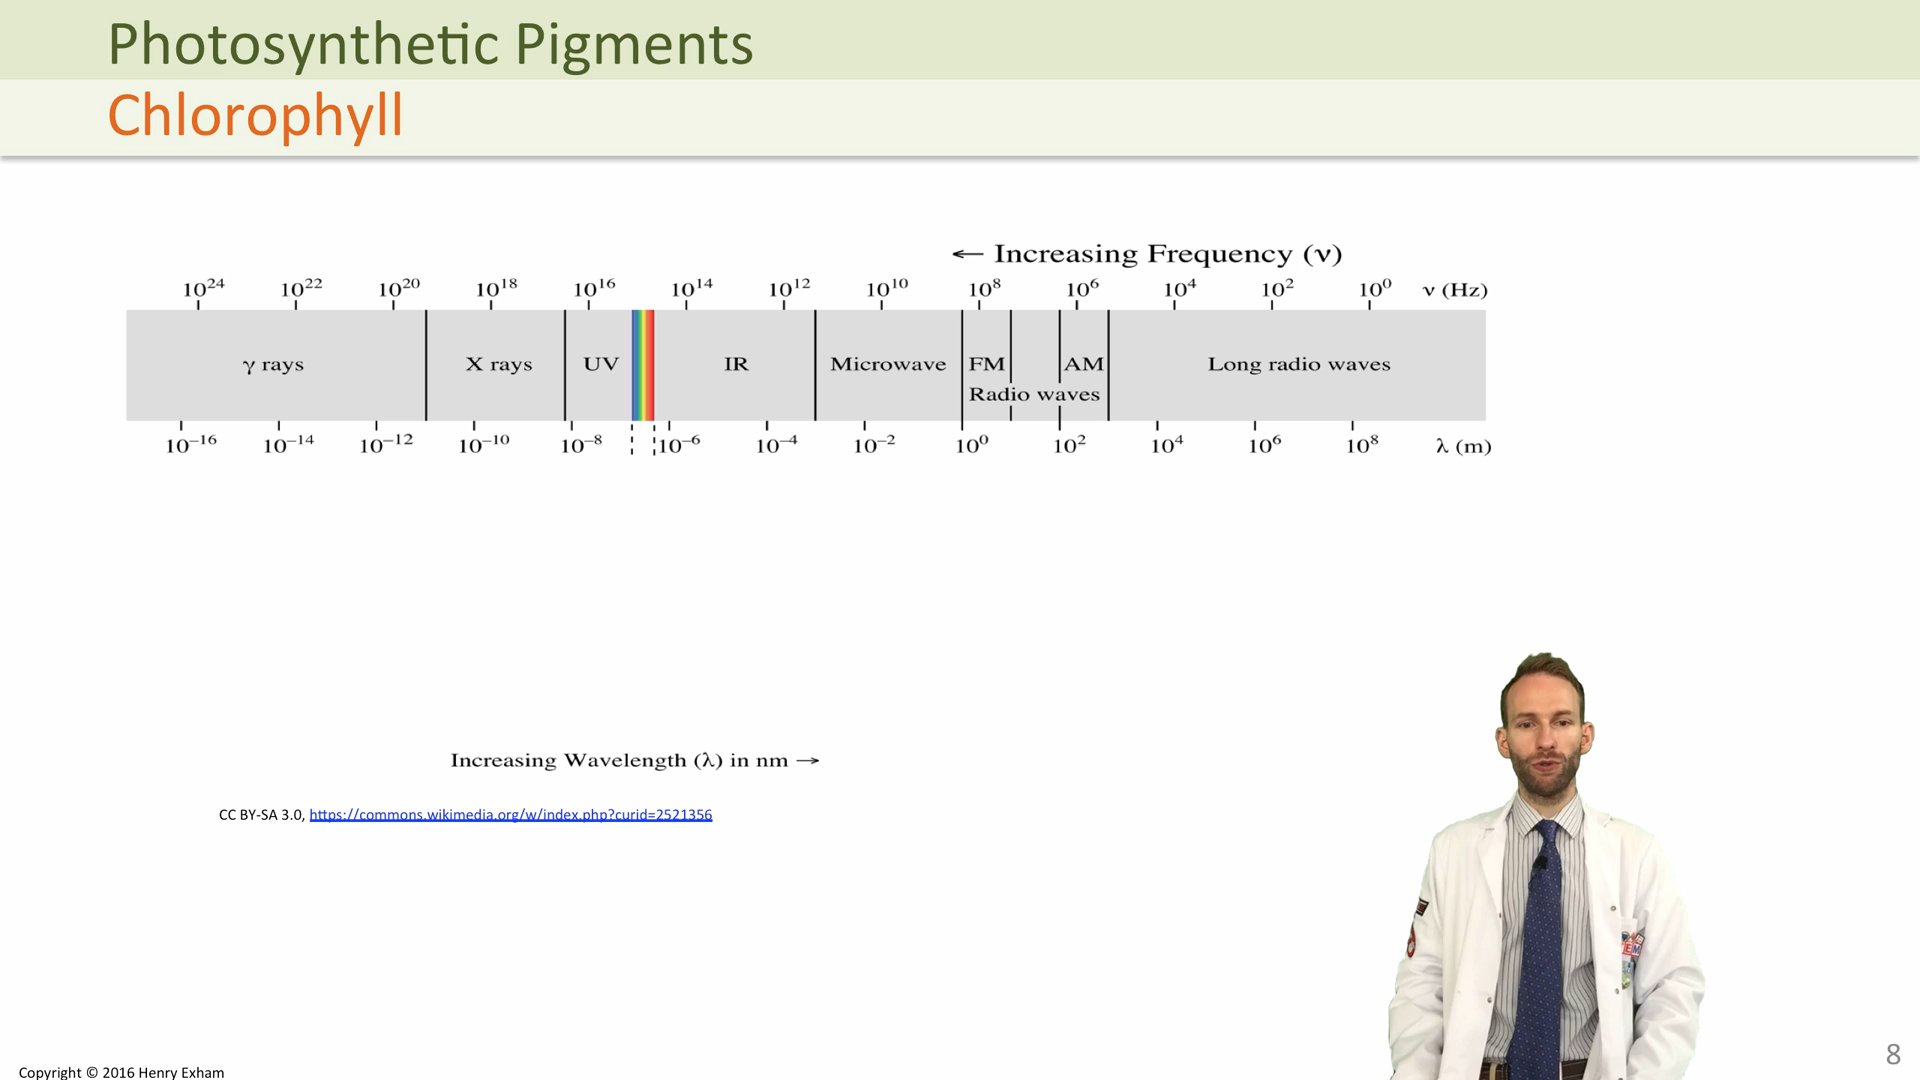 Photosynthetic Pigments
Chlorophyll
← Increasing Frequency (ν)
10²⁴ 10²² 10²⁰ 10¹⁸ 10¹⁶ 10¹⁴ 10¹² 10¹⁰ 10⁸ 10⁶ 10⁴ 10² 10⁰ ν (Hz)
γ rays X rays UV IR Microwave FM AM Long radio waves
Radio waves
10⁻¹⁶ 10⁻¹⁴ 10⁻¹² 10⁻¹⁰ 10⁻⁸ 10⁻⁶ 10⁻⁴ 10⁻² 10⁰ 10² 10⁴ 10⁶ 10⁸ λ (m)
Increasing Wavelength (λ) in nm →
CC BY-SA 3.0, https://commons.wikimedia.org/w/index.php?curid=2521356
8
Copyright © 2016 Henry Exham